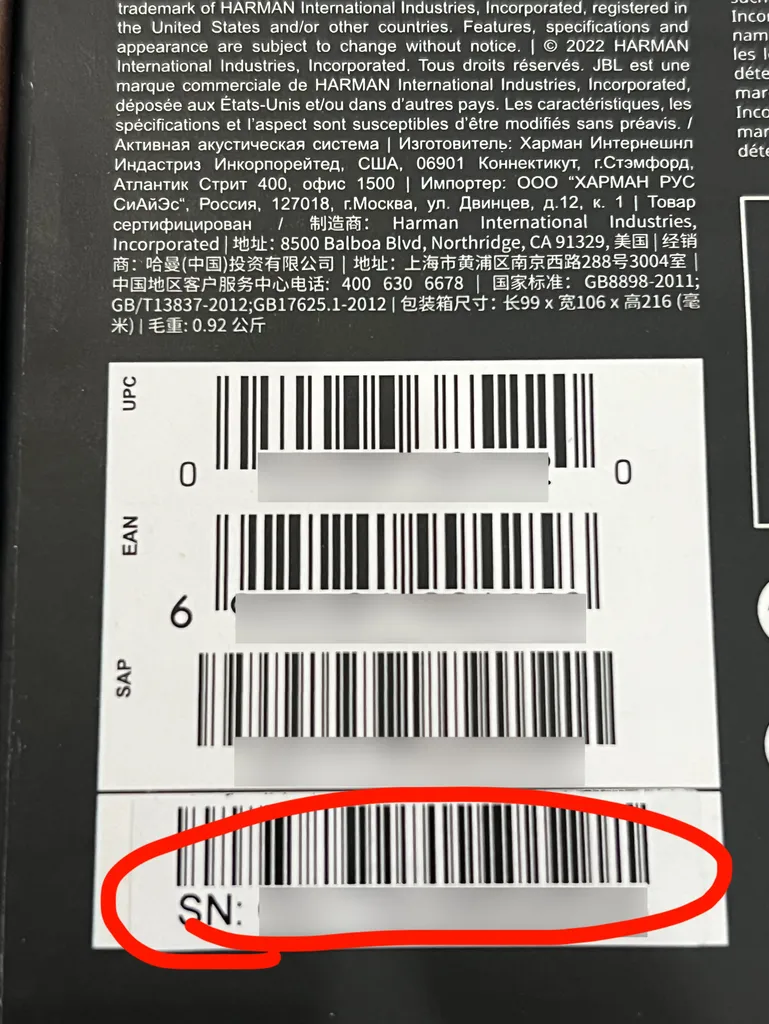 trademark of HARMAN International Industries, Incorporated, registered in
the United States and/or other countries. Features, specifications and
appearance are subject to change without notice. | © 2022 HARMAN
International Industries, Incorporated. Tous droits réservés. JBL est une
marque commerciale de HARMAN International Industries, Incorporated,
déposée aux États-Unis et/ou dans d'autres pays. Les caractéristiques, les
spécifications et l'aspect sont susceptibles d'être modifiés sans préavis. /
Активная акустическая система | Изготовитель: Харман Интернешнл
Индастриз Инкорпорейтед, США, 06901 Коннектикут, г.Стэмфорд,
Атлантик Стрит 400, офис 1500 | Импортер: ООО “ХАРМАН РУС
СиАйЭс“, Россия, 127018, г.Москва, ул. Двинцев, д.12, к. 1 | Товар
сертифицирован / 制造商: Harman International Industries,
Incorporated | 地址: 8500 Balboa Blvd, Northridge, CA 91329, 美国 | 经销
商: 哈曼(中国)投资有限公司 | 地址: 上海市黄浦区南京西路288号3004室 |
中国地区客户服务中心电话: 400 630 6678 | 国家标准: GB8898-2011;
GB/T13837-2012;GB17625.1-2012 | 包装箱尺寸: 长99 x 宽106 x 高216 (毫
米) | 毛重: 0.92 公斤
UPC
0 0
EAN
6
SAP
SN: